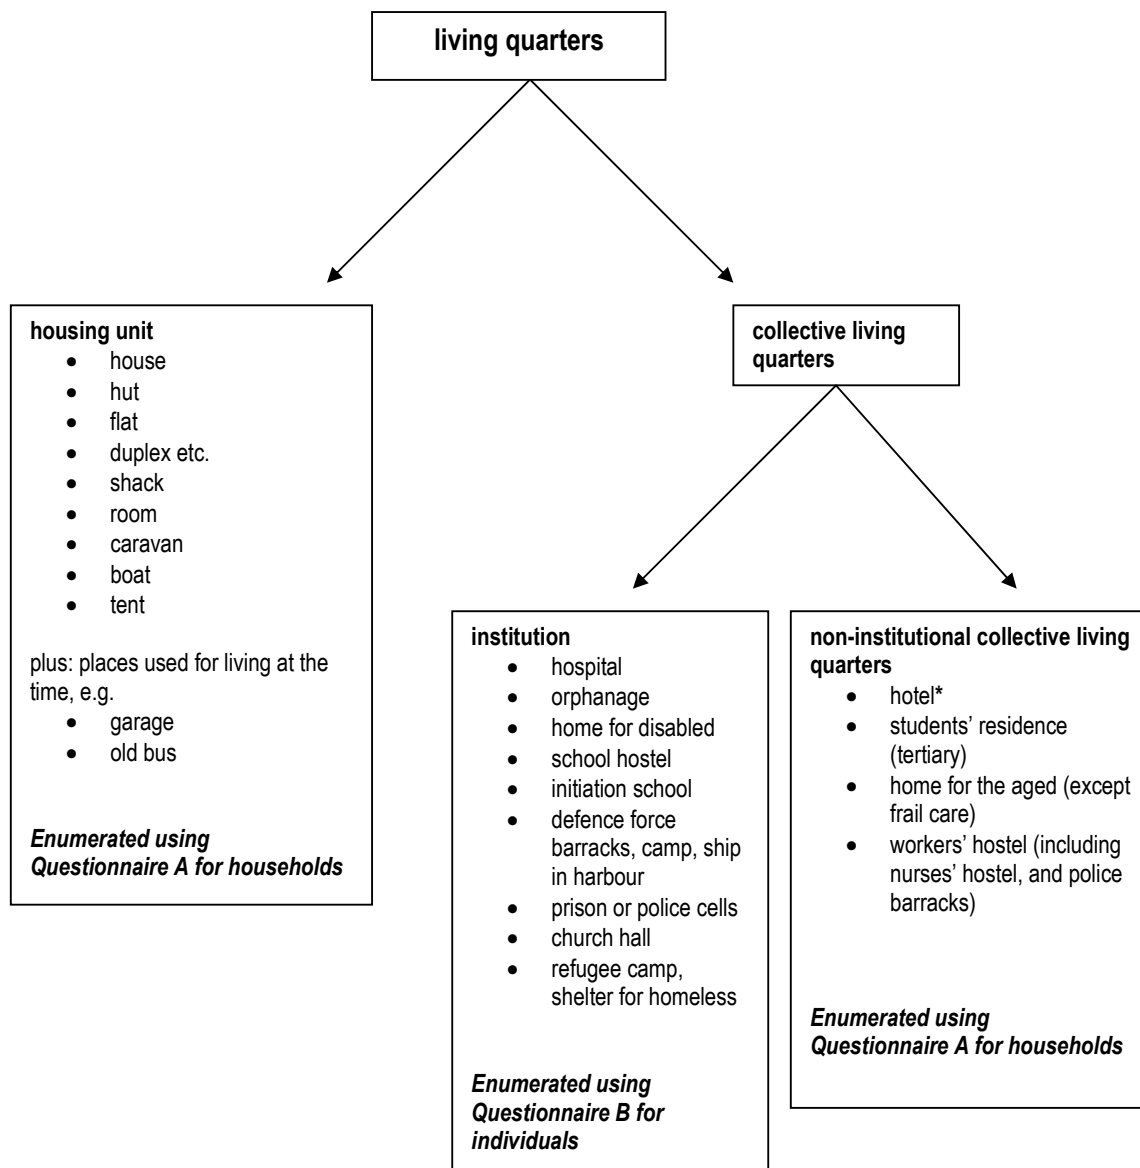 living quarters
housing unit
• house
• hut
• flat
• duplex etc.
• shack
• room
• caravan
• boat
• tent
plus: places used for living at the
time, e.g.
• garage
• old bus
Enumerated using
Questionnaire A for households
collective living
quarters
institution
• hospital
• orphanage
• home for disabled
• school hostel
• initiation school
• defence force
barracks, camp, ship
in harbour
• prison or police cells
• church hall
• refugee camp,
shelter for homeless
Enumerated using
Questionnaire B for
individuals
non-institutional collective living
quarters
• hotel*
• students’ residence
(tertiary)
• home for the aged (except
frail care)
• workers’ hostel (including
nurses’ hostel, and police
barracks)
Enumerated using
Questionnaire A for households